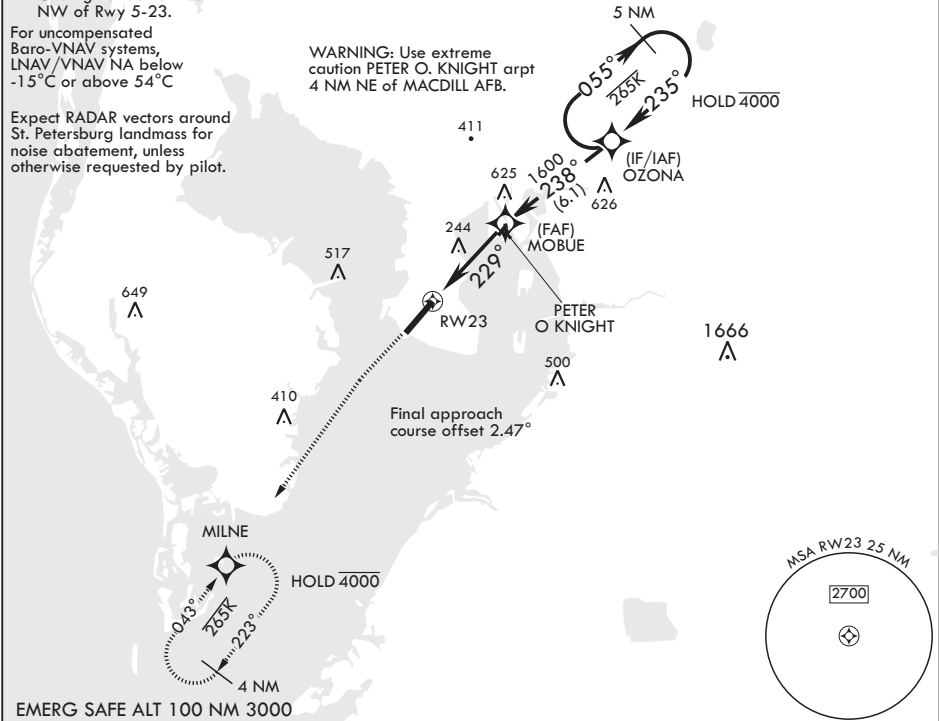 NW of Rwy 5-23.
For uncompensated
Baro-VNAV systems,
LNAV/VNAV NA below
-15°C or above 54°C
Expect RADAR vectors around
St. Petersburg landmass for
noise abatement, unless
otherwise requested by pilot.
WARNING: Use extreme
caution PETER O. KNIGHT arpt
4 NM NE of MACDILL AFB.
5 NM
055°
265K
235°
HOLD 4000
(IF/IAF)
OZONA
411
625
1600
238°
(6.1)
626
244
(FAF)
MOBUE
229°
517
649
RW23
PETER
O KNIGHT
1666
500
410
Final approach
course offset 2.47°
MILNE
HOLD 4000
043°
265K
223°
4 NM
MSA RW23 25 NM
2700
EMERG SAFE ALT 100 NM 3000